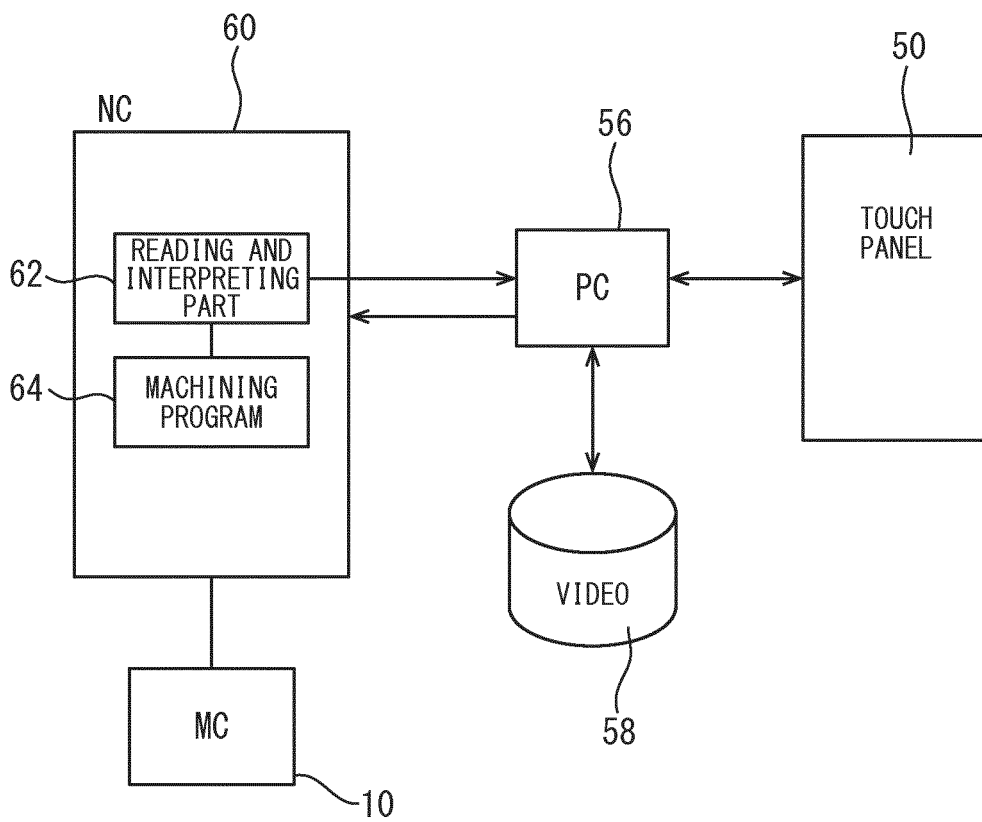 60
50
NC
56
READING AND
INTERPRETING
PART
62
TOUCH
PANEL
PC
64
MACHINING
PROGRAM
VIDEO
MC
58
10